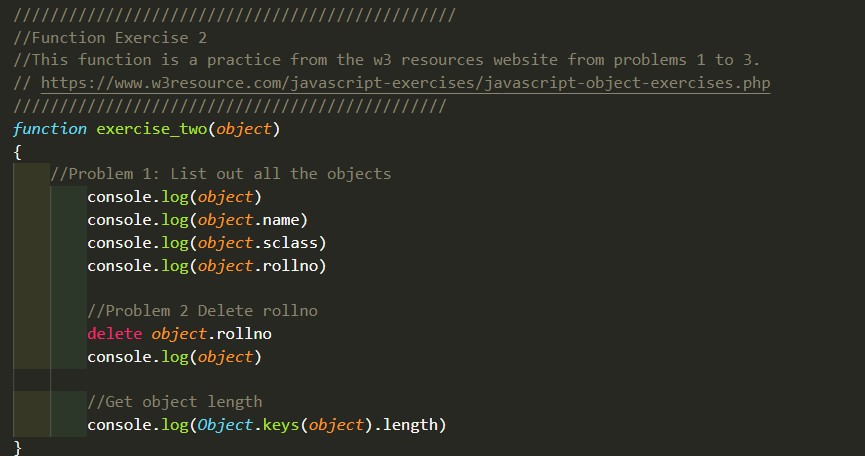 ////////////////////////////////////////////////
//Function Exercise 2
//This function is a practice from the w3 resources website from problems 1 to 3.
// https://www.w3resource.com/javascript-exercises/javascript-object-exercises.php
///////////////////////////////////////////////
function exercise_two(object)
{
    //Problem 1: List out all the objects
        console.log(object)
        console.log(object.name)
        console.log(object.sclass)
        console.log(object.rollno)

        //Problem 2 Delete rollno
        delete object.rollno
        console.log(object)

        //Get object length
        console.log(Object.keys(object).length)
}